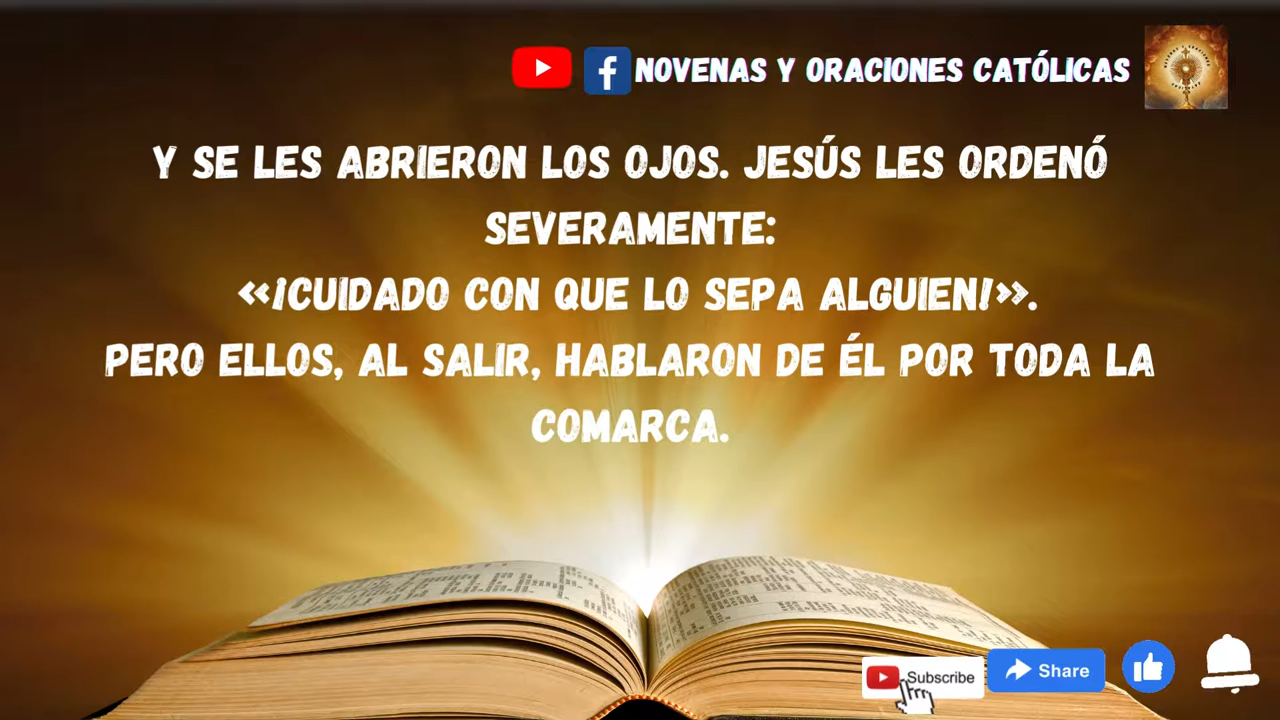 NOVENAS Y ORACIONES CATÓLICAS
Y SE LES ABRIERON LOS OJOS. JESÚS LES ORDENÓ
SEVERAMENTE:
«¡CUIDADO CON QUE LO SEPA ALGUIEN!».
PERO ELLOS, AL SALIR, HABLARON DE ÉL POR TODA LA
COMARCA.
Subscribe
Share